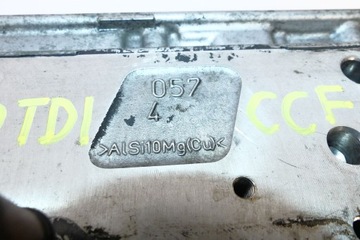 057
4
TDI CCF
>AlSi10Mg(Cu)<